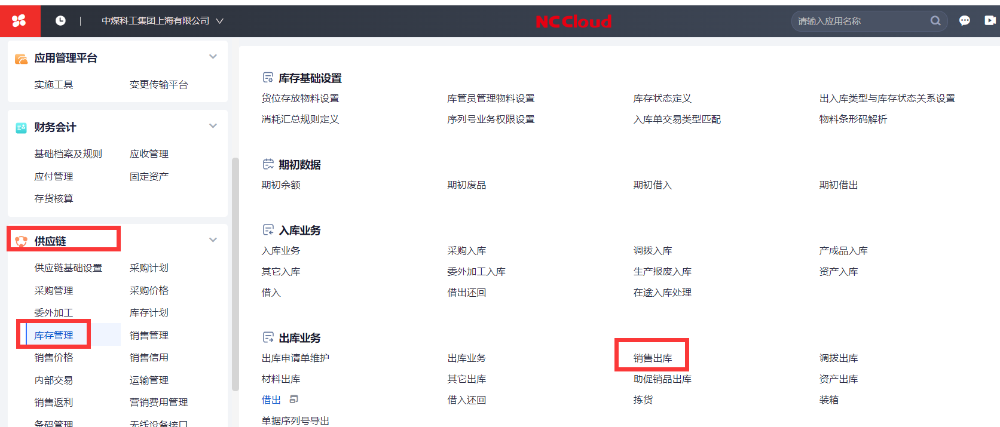 中煤科工集团上海有限公司
NCCloud
请输入应用名称
应用管理平台
实施工具 变更传输平台
财务会计
基础档案及规则 应收管理
应付管理 固定资产
存货核算
供应链
供应链基础设置 采购计划
采购管理 采购价格
委外加工 库存计划
库存管理 销售管理
销售价格 销售信用
内部交易 运输管理
销售返利 营销费用管理
条码管理 无线设备接口
库存基础设置
货位存放物料设置 库管员管理物料设置 库存状态定义 出入库类型与库存状态关系设置
消耗汇总规则定义 序列号业务权限设置 入库单交易类型匹配 物料条形码解析
期初数据
期初余额 期初废品 期初借入 期初借出
入库业务
入库业务 采购入库 调拨入库 产成品入库
其它入库 委外加工入库 生产报废入库 资产入库
借入 借出还回 在途入库处理
出库业务
出库申请单维护 出库业务 销售出库 调拨出库
材料出库 其它出库 助促销品出库 资产出库
借出 借入还回 拣货 装箱
单据序列号导出